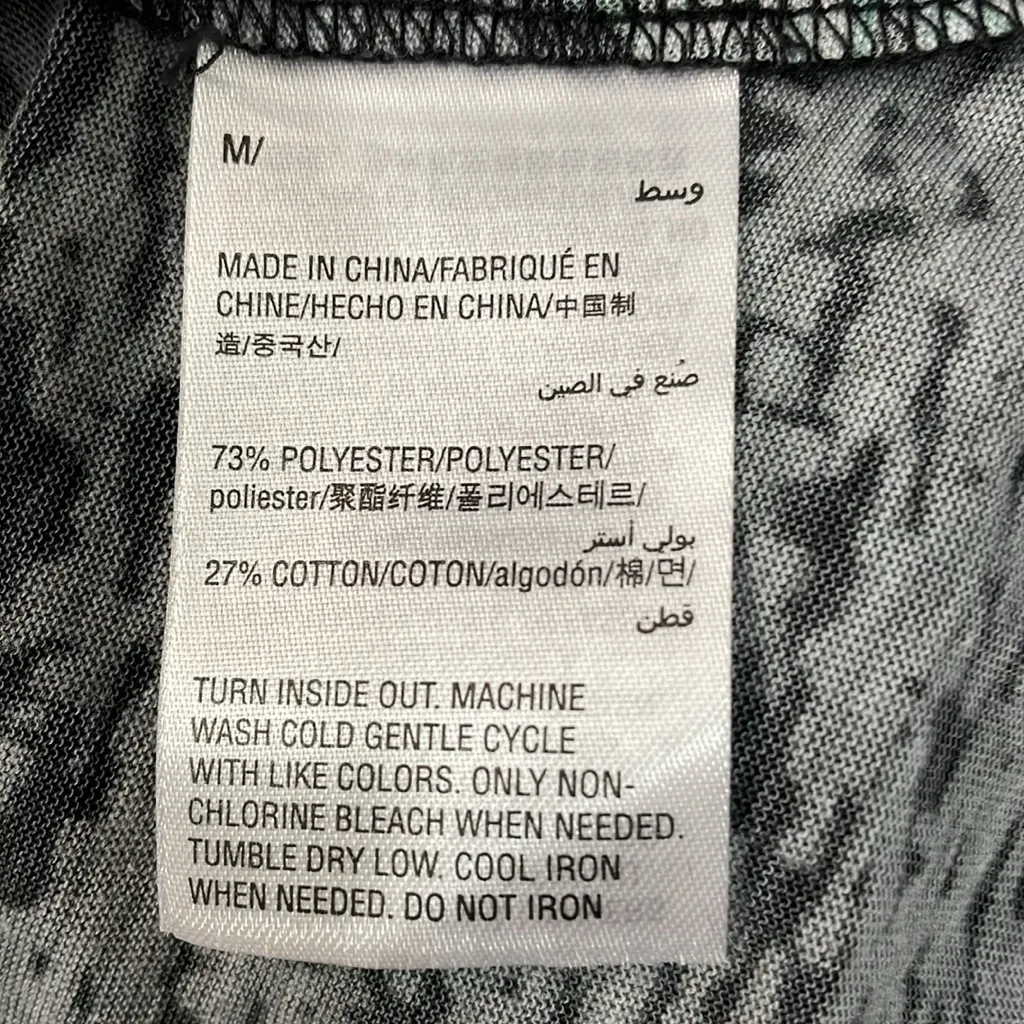 M/
وسط
MADE IN CHINA/FABRIQUÉ EN
CHINE/HECHO EN CHINA/中国制
造/중국산/
صُنع في الصين
73% POLYESTER/POLYESTER/
poliester/聚酯纤维/폴리에스테르/
بولي أستر
27% COTTON/COTON/algodón/棉/면/
قطن
TURN INSIDE OUT. MACHINE
WASH COLD GENTLE CYCLE
WITH LIKE COLORS. ONLY NON-
CHLORINE BLEACH WHEN NEEDED.
TUMBLE DRY LOW. COOL IRON
WHEN NEEDED. DO NOT IRON